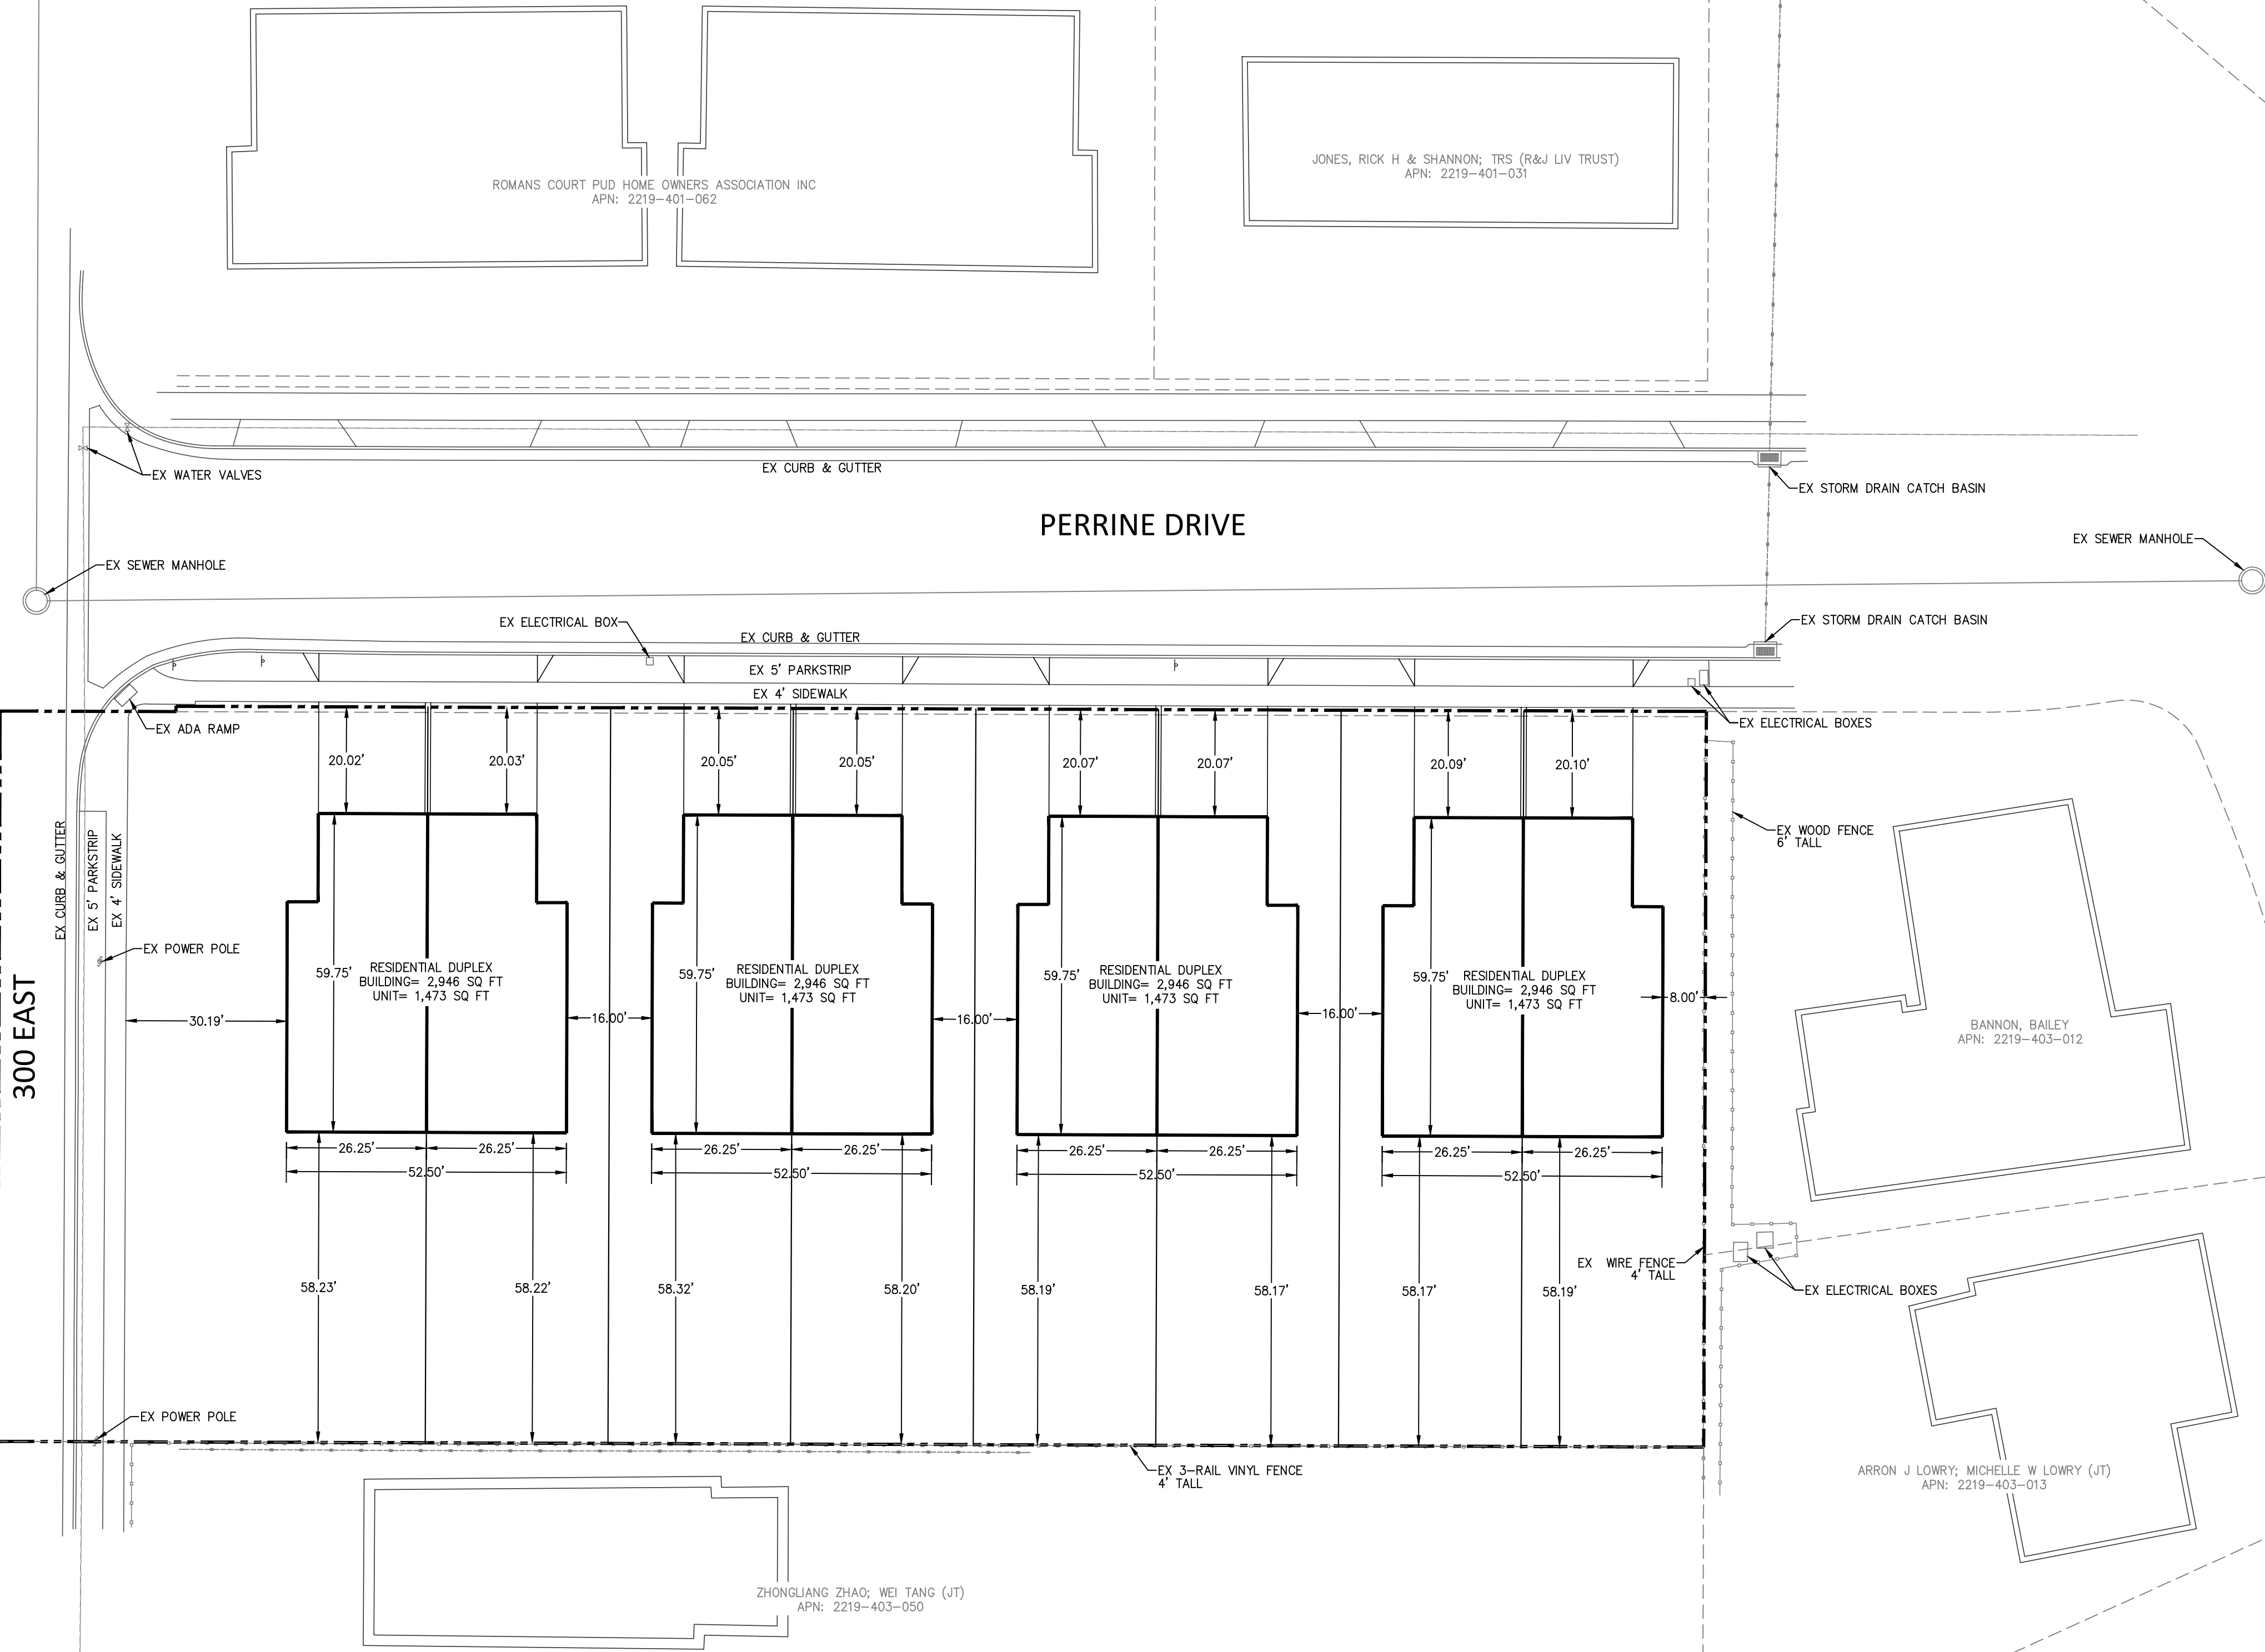 ROMANS COURT PUD HOME OWNERS ASSOCIATION INC
APN: 2219-401-062
JONES, RICK H & SHANNON; TRS (R&J LIV TRUST)
APN: 2219-401-031
EX WATER VALVES
EX CURB & GUTTER
EX STORM DRAIN CATCH BASIN
PERRINE DRIVE
EX SEWER MANHOLE
EX SEWER MANHOLE
EX ELECTRICAL BOX
EX CURB & GUTTER
EX STORM DRAIN CATCH BASIN
EX 5' PARKSTRIP
EX 4' SIDEWALK
EX ADA RAMP
EX ELECTRICAL BOXES
20.02'
20.03'
20.05'
20.05'
20.07'
20.07'
20.09'
20.10'
EX CURB & GUTTER
EX 5' PARKSTRIP
EX 4' SIDEWALK
EX WOOD FENCE
6' TALL
EX POWER POLE
300 EAST
59.75'
RESIDENTIAL DUPLEX
BUILDING= 2,946 SQ FT
UNIT= 1,473 SQ FT
59.75'
RESIDENTIAL DUPLEX
BUILDING= 2,946 SQ FT
UNIT= 1,473 SQ FT
59.75'
RESIDENTIAL DUPLEX
BUILDING= 2,946 SQ FT
UNIT= 1,473 SQ FT
59.75'
RESIDENTIAL DUPLEX
BUILDING= 2,946 SQ FT
UNIT= 1,473 SQ FT
8.00'
30.19'
16.00'
16.00'
16.00'
BANNON, BAILEY
APN: 2219-403-012
26.25'
26.25'
52.50'
26.25'
26.25'
52.50'
26.25'
26.25'
52.50'
26.25'
26.25'
52.50'
58.23'
58.22'
58.32'
58.20'
58.19'
58.17'
58.17'
58.19'
EX WIRE FENCE
4' TALL
EX ELECTRICAL BOXES
EX POWER POLE
EX 3-RAIL VINYL FENCE
4' TALL
ARRON J LOWRY; MICHELLE W LOWRY (JT)
APN: 2219-403-013
ZHONGLIANG ZHAO; WEI TANG (JT)
APN: 2219-403-050